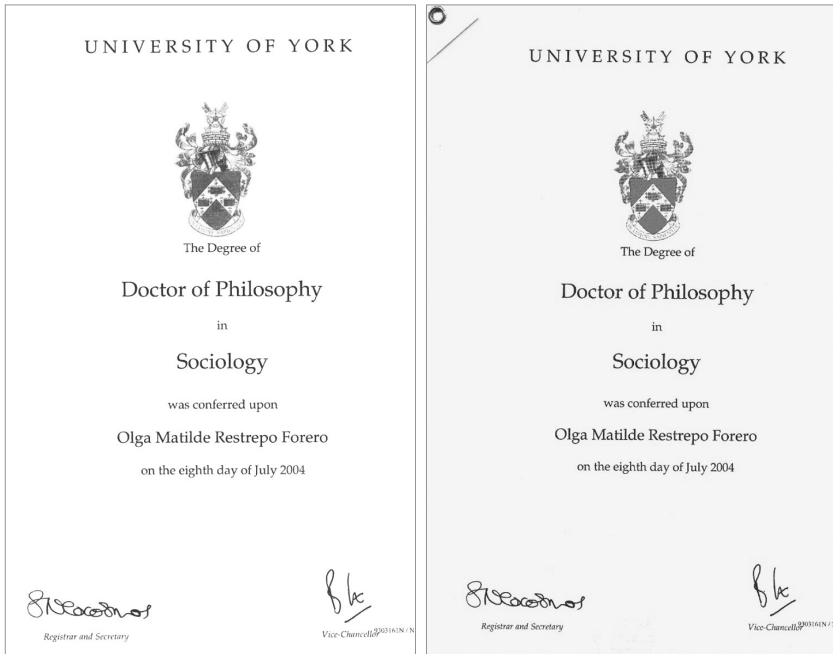 UNIVERSITY OF YORK
The Degree of
Doctor of Philosophy
in
Sociology
was conferred upon
Olga Matilde Restrepo Forero
on the eighth day of July 2004
Registrar and Secretary
Vice-Chancellor
9303161N / N
UNIVERSITY OF YORK
The Degree of
Doctor of Philosophy
in
Sociology
was conferred upon
Olga Matilde Restrepo Forero
on the eighth day of July 2004
Registrar and Secretary
Vice-Chancellor
9303161N /